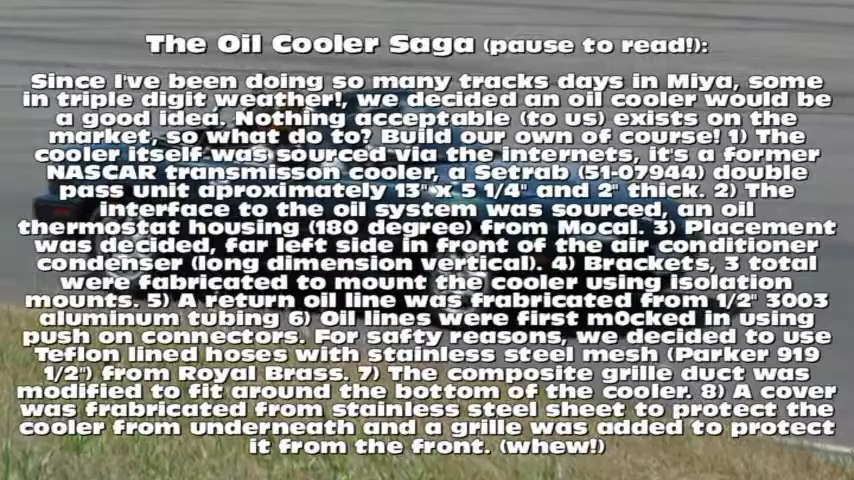 The Oil Cooler Saga (pause to read!):
Since I've been doing so many tracks days in Miya, some
in triple digit weather!, we decided an oil cooler would be
a good idea. Nothing acceptable (to us) exists on the
market, so what do to? Build our own of course! 1) The
cooler itself was sourced via the internets, it's a former
NASCAR transmisson cooler, a Setrab (51-07944) double
pass unit aproximately 13" x 5 1/4" and 2" thick. 2) The
interface to the oil system was sourced, an oil
thermostat housing (180 degree) from Mocal. 3) Placement
was decided, far left side in front of the air conditioner
condenser (long dimension vertical). 4) Brackets, 3 total
were fabricated to mount the cooler using isolation
mounts. 5) A return oil line was frabricated from 1/2" 3003
aluminum tubing 6) Oil lines were first m0cked in using
push on connectors. For safty reasons, we decided to use
Teflon lined hoses with stainless steel mesh (Parker 919
1/2") from Royal Brass. 7) The composite grille duct was
modified to fit around the bottom of the cooler. 8) A cover
was frabricated from stainless steel sheet to protect the
cooler from underneath and a grille was added to protect
it from the front. (whew!)